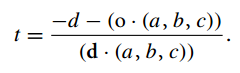 t = \frac{-d - (\mathbf{o} \cdot (a, b, c))}{(\mathbf{d} \cdot (a, b, c))}.